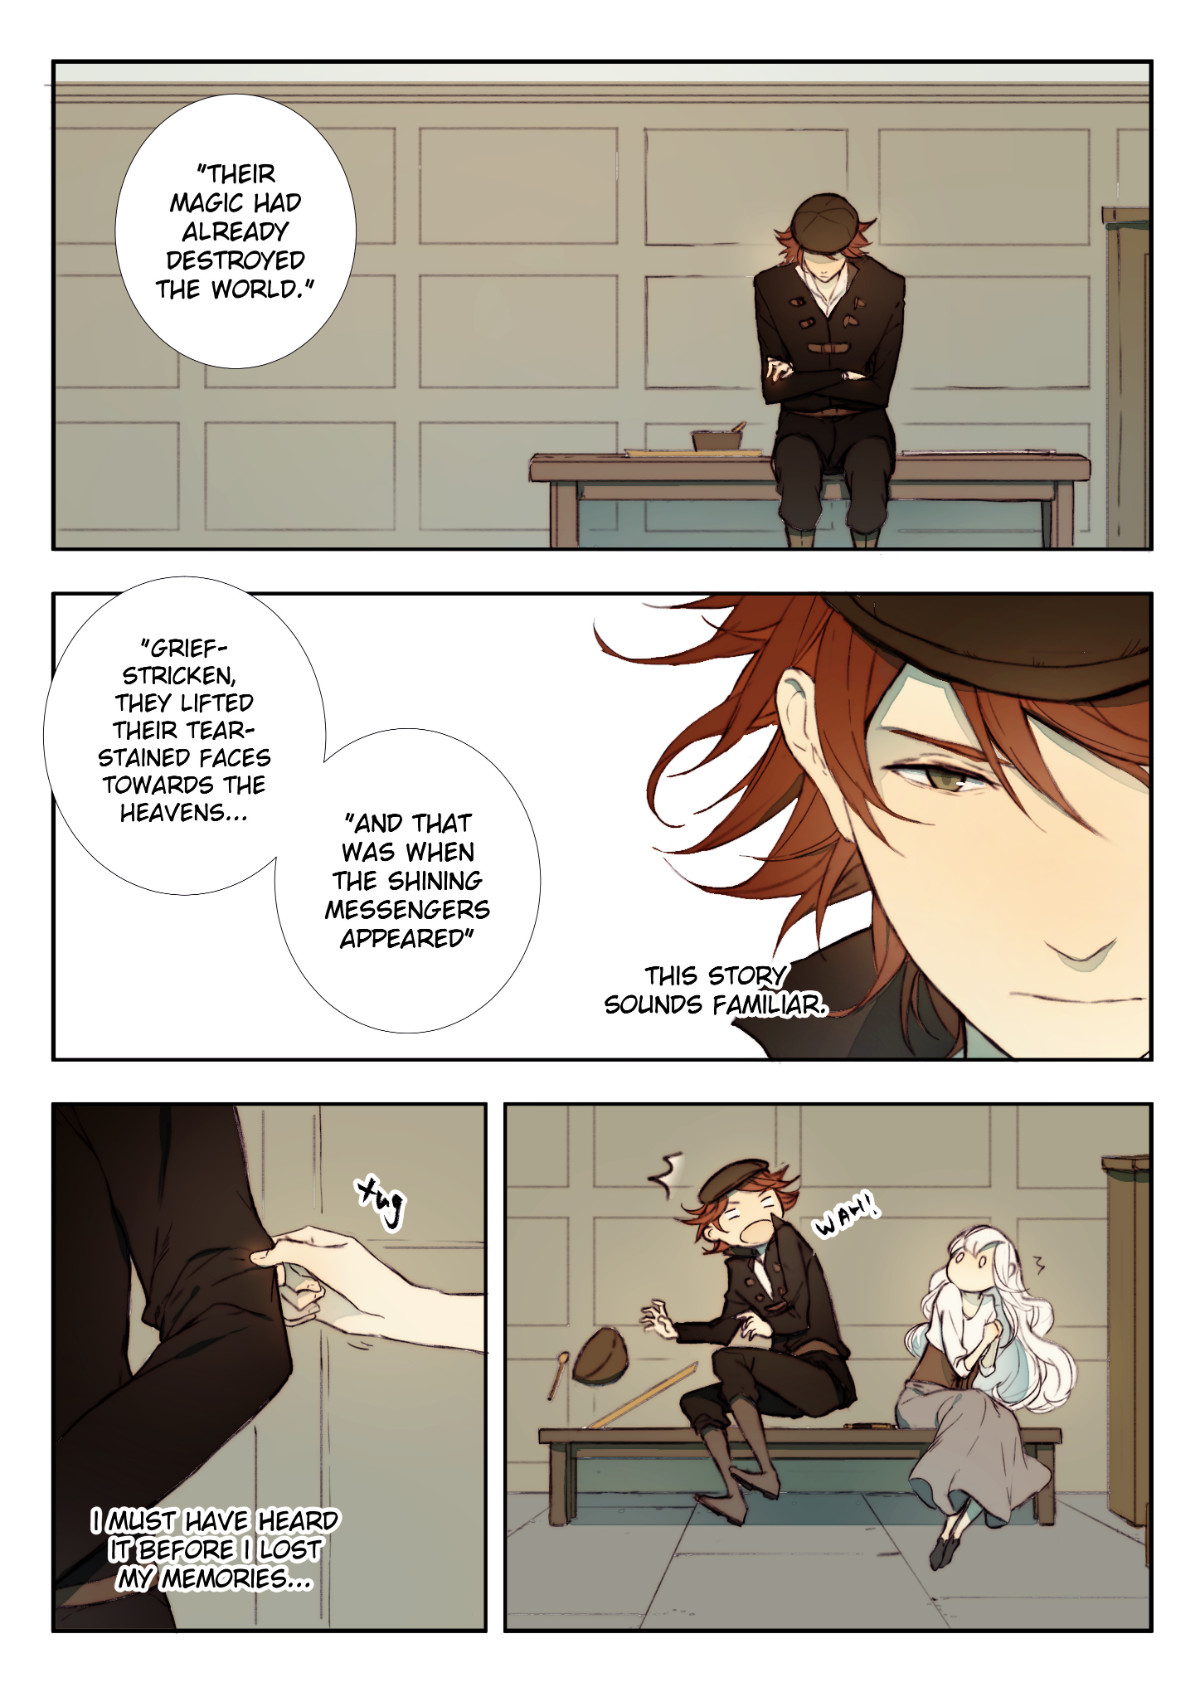 "THEIR
MAGIC HAD
ALREADY
DESTROYED
THE WORLD."
"GRIEF-
STRICKEN,
THEY LIFTED
THEIR TEAR-
STAINED FACES
TOWARDS THE
HEAVENS...
"AND THAT
WAS WHEN
THE SHINING
MESSENGERS
APPEARED"
THIS STORY
SOUNDS FAMILIAR.
tug
I MUST HAVE HEARD
IT BEFORE I LOST
MY MEMORIES...
WAH!